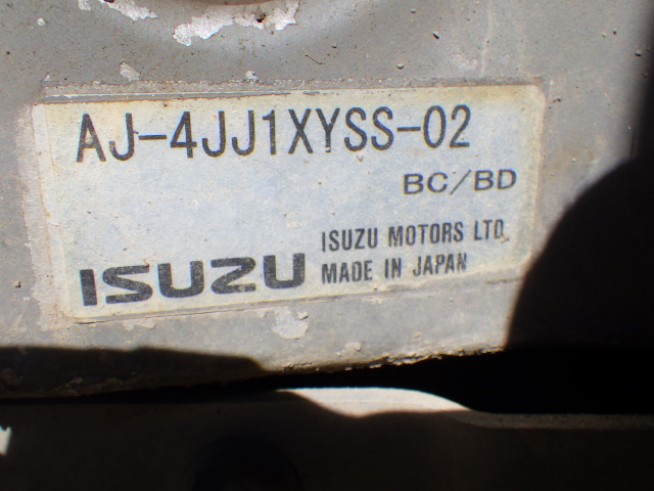 AJ-4JJ1XYSS-02
BC/BD
ISUZU MOTORS LTD
ISUZU MADE IN JAPAN